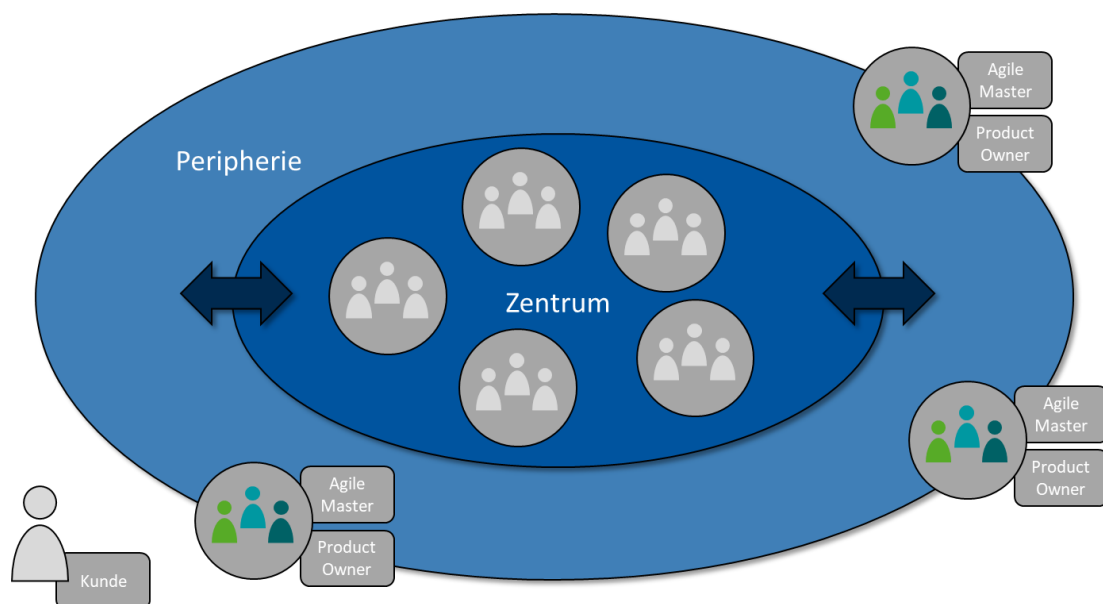 Agile
Master
Product
Owner
Peripherie
Zentrum
Agile
Master
Product
Owner
Agile
Master
Product
Owner
Kunde